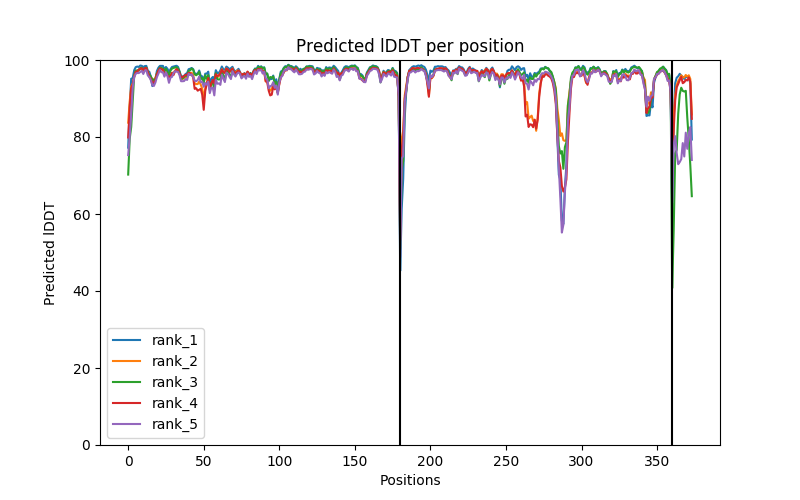 Predicted lDDT per position
Predicted lDDT
100
80
60
40
20
0
rank_1
rank_2
rank_3
rank_4
rank_5
0 50 100 150 200 250 300 350
Positions